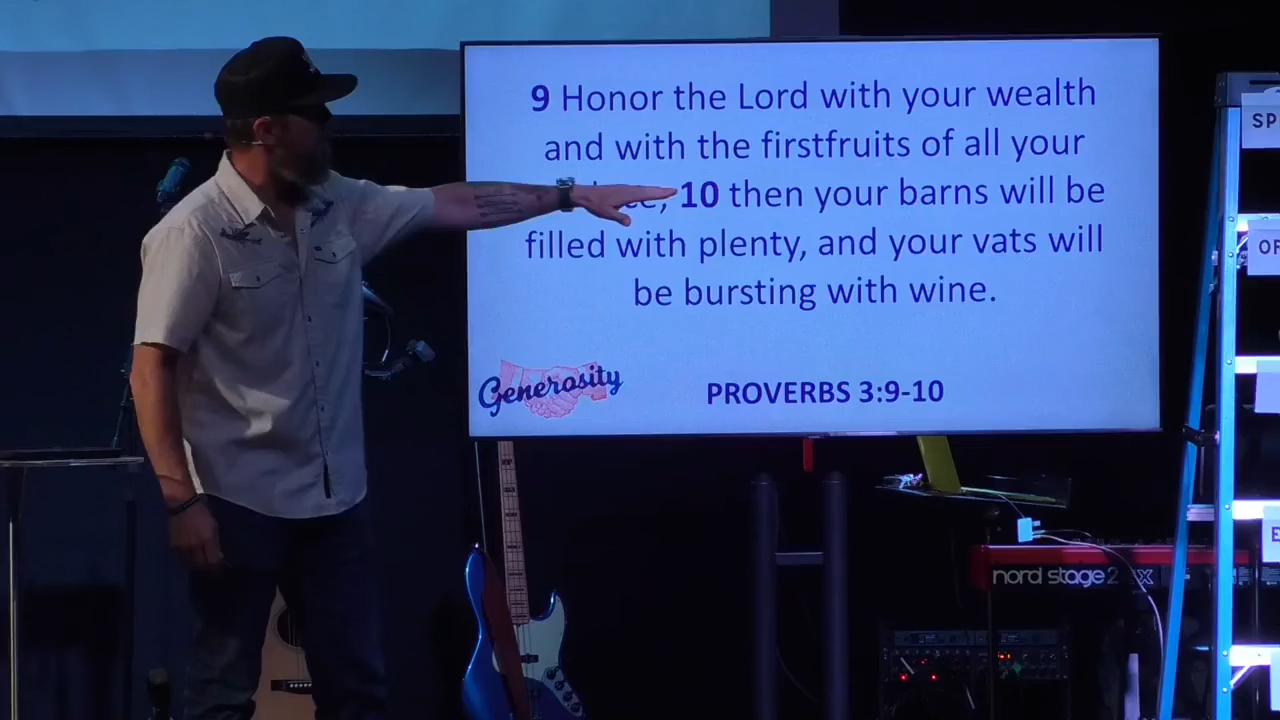 9 Honor the Lord with your wealth
and with the firstfruits of all your
10 then your barns will be
filled with plenty, and your vats will
be bursting with wine.
Generosity
PROVERBS 3:9-10
SP
OF
E
nord stage 2 EX